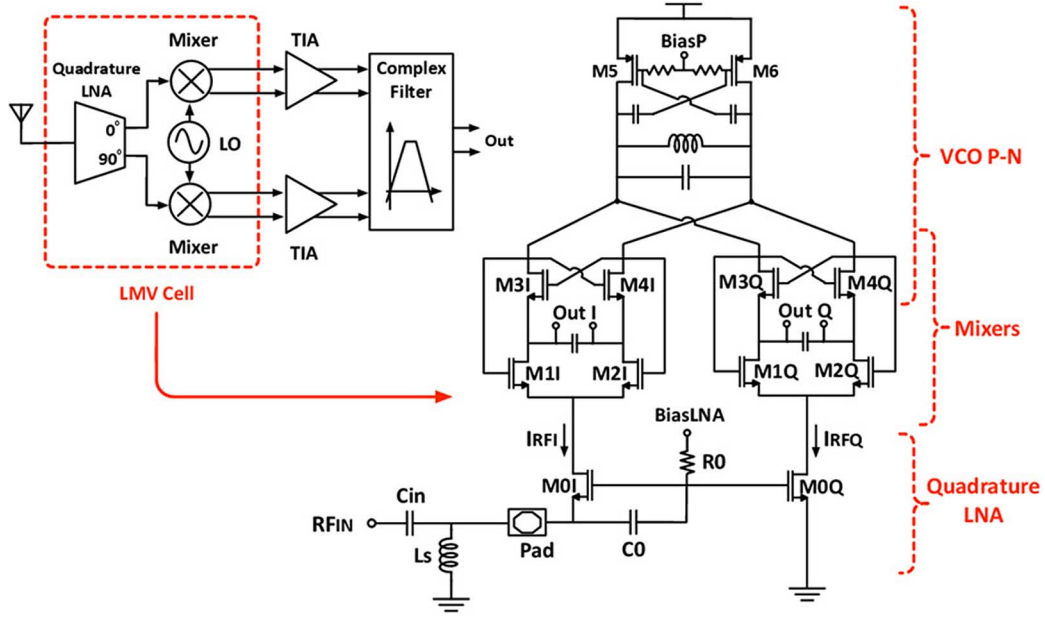 Mixer
TIA
Quadrature
LNA
0°
90°
LO
Complex
Filter
Out
Mixer
TIA
LMV Cell
BiasP
M5
M6
VCO P-N
M3I
M4I
M3Q
M4Q
Out I
Out Q
Mixers
M1I
M2I
M1Q
M2Q
BiasLNA
IRFI
IRFQ
R0
M0I
M0Q
Quadrature
LNA
Cin
RFIN
Pad
C0
Ls